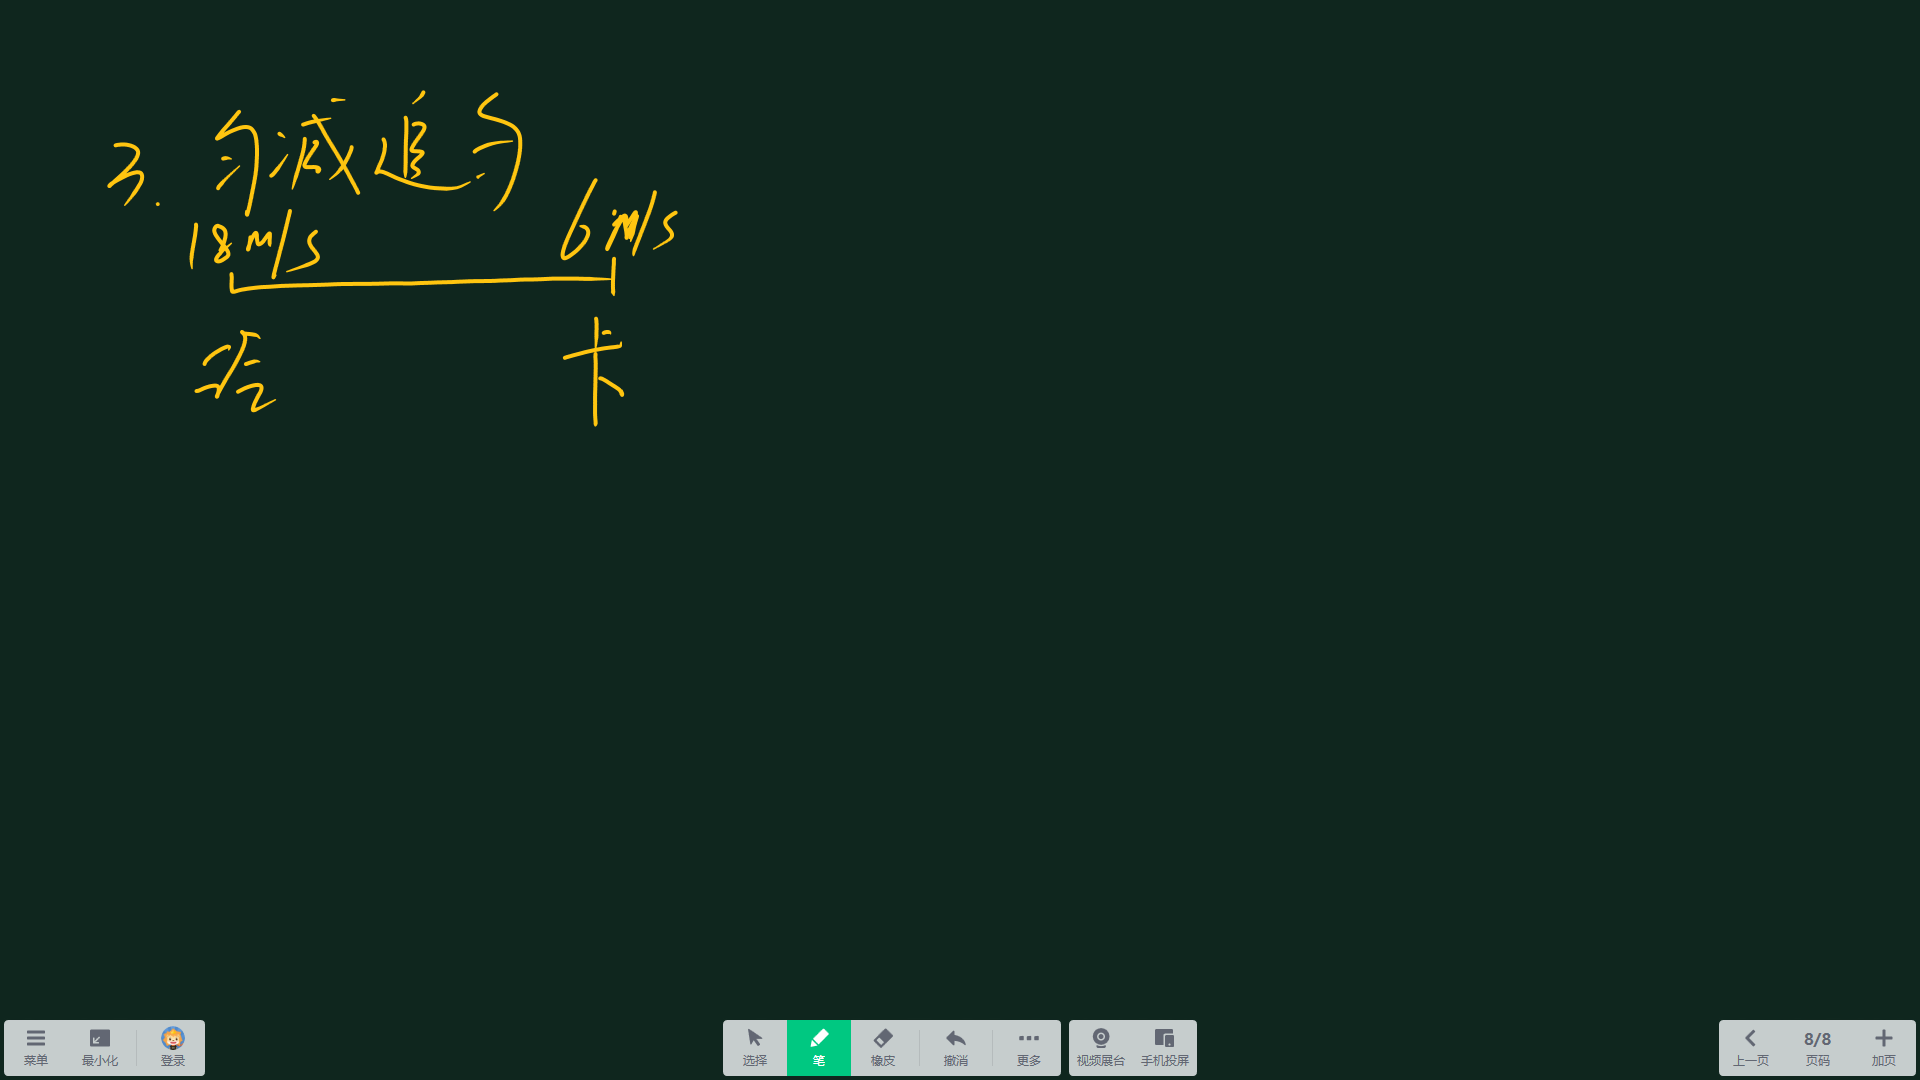 3. 匀减追匀
18m/s 6m/s
卡
菜单 最小化 登录 选择 笔 橡皮 撤消 更多 视频展台 手机投屏 上一页 8/8 页码 加页